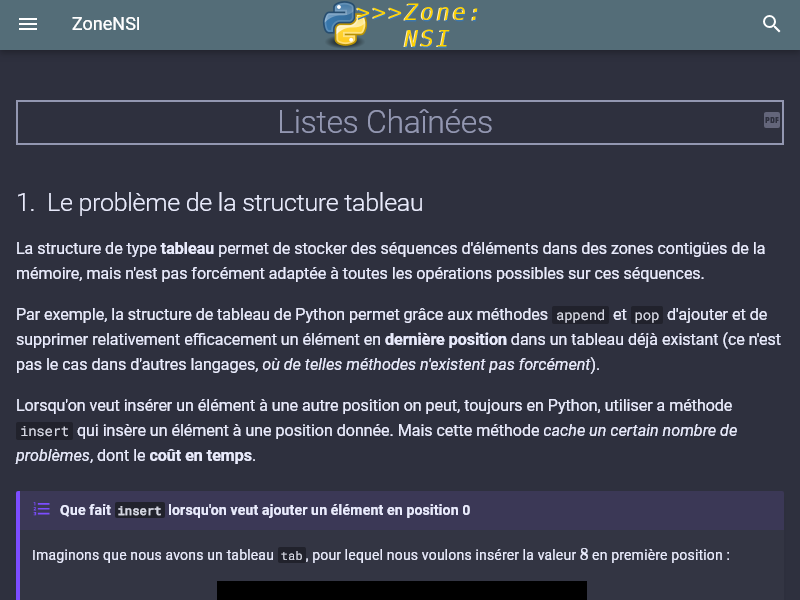 ZoneNSI
>>>Zone:
NSI
Listes Chaînées
PDF
1. Le problème de la structure tableau
La structure de type tableau permet de stocker des séquences d'éléments dans des zones contigües de la
mémoire, mais n'est pas forcément adaptée à toutes les opérations possibles sur ces séquences.
Par exemple, la structure de tableau de Python permet grâce aux méthodes append et pop d'ajouter et de
supprimer relativement efficacement un élément en dernière position dans un tableau déjà existant (ce n'est
pas le cas dans d'autres langages, où de telles méthodes n'existent pas forcément).
Lorsqu'on veut insérer un élément à une autre position on peut, toujours en Python, utiliser a méthode
insert qui insère un élément à une position donnée. Mais cette méthode cache un certain nombre de
problèmes, dont le coût en temps.
Que fait insert lorsqu'on veut ajouter un élément en position 0
Imaginons que nous avons un tableau tab, pour lequel nous voulons insérer la valeur 8 en première position :